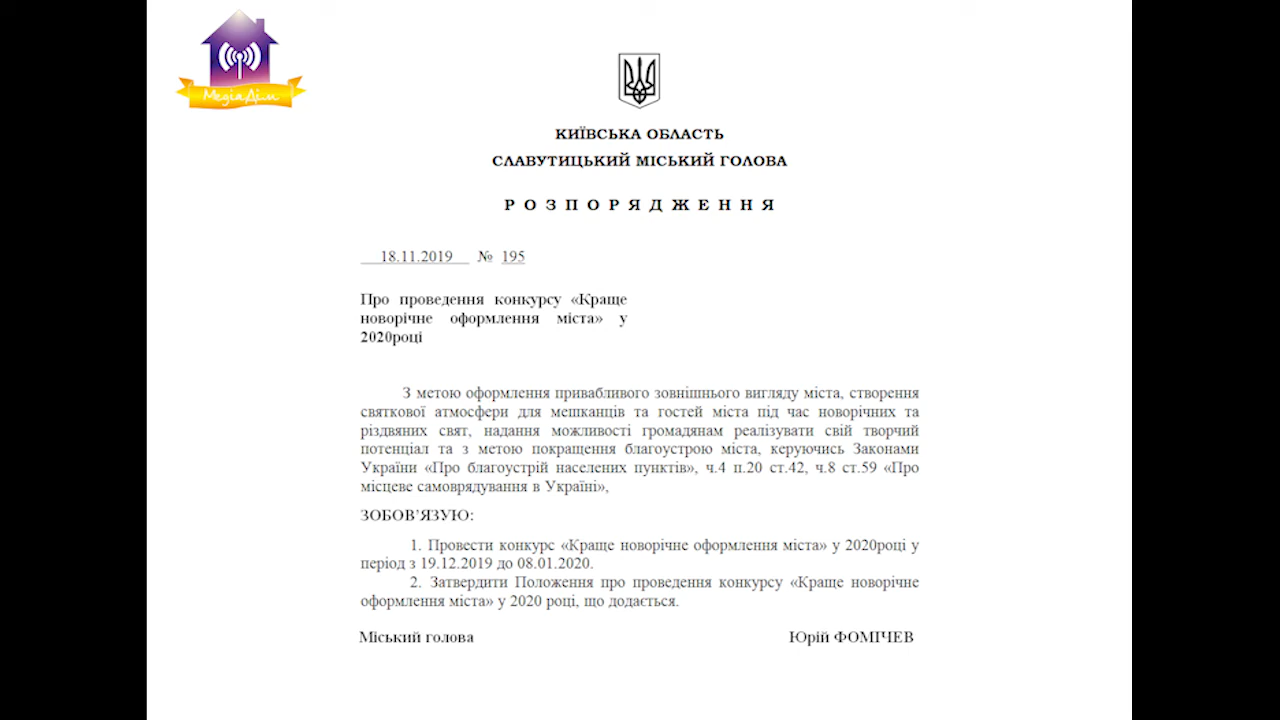 МедіаДім
КИЇВСЬКА ОБЛАСТЬ
СЛАВУТИЦЬКИЙ МІСЬКИЙ ГОЛОВА
Р О З П О Р Я Д Ж Е Н Н Я
18.11.2019 № 195
Про проведення конкурсу «Краще
новорічне оформлення міста» у
2020році
З метою оформлення привабливого зовнішнього вигляду міста, створення
святкової атмосфери для мешканців та гостей міста під час новорічних та
різдвяних свят, надання можливості громадянам реалізувати свій творчий
потенціал та з метою покращення благоустрою міста, керуючись Законами
України «Про благоустрій населених пунктів», ч.4 п.20 ст.42, ч.8 ст.59 «Про
місцеве самоврядування в Україні»,
ЗОБОВ’ЯЗУЮ:
1. Провести конкурс «Краще новорічне оформлення міста» у 2020році у
період з 19.12.2019 до 08.01.2020.
2. Затвердити Положення про проведення конкурсу «Краще новорічне
оформлення міста» у 2020 році, що додається.
Міський голова Юрій ФОМІЧЕВ